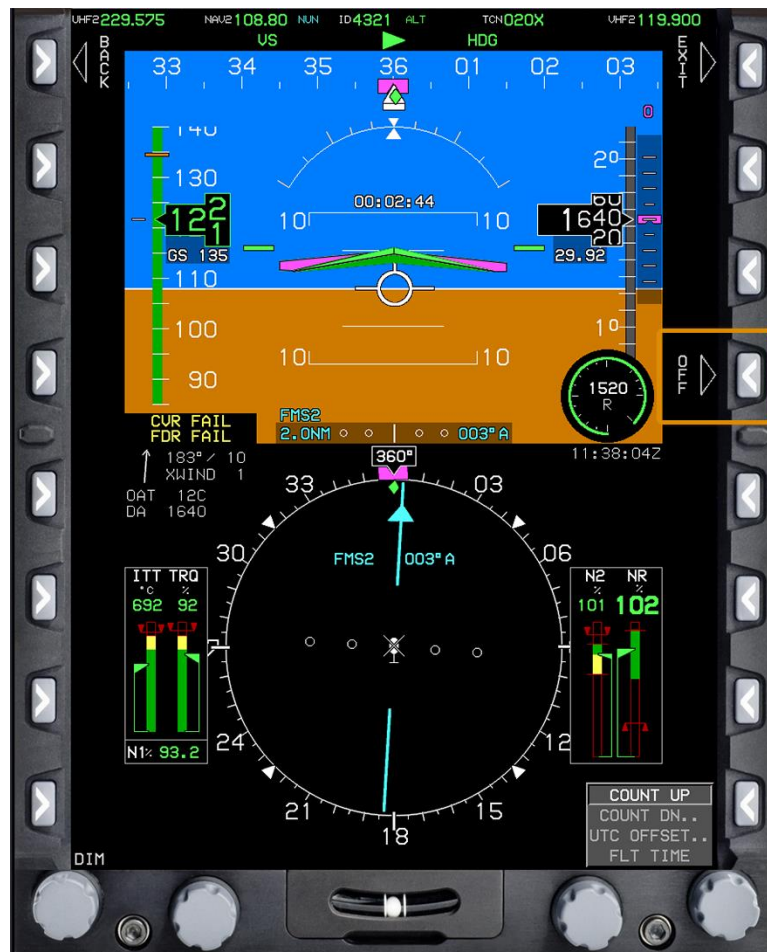 VHF2 229.575 NAV2 108.80 NUN ID 4321 ALT TCN 020X VHF2 119.900
BACK VS HDG EXIT
33 34 35 36 01 02 03
0
140
130
110
100
90
122
1
GS 135
00:02:44
10 10
10 10
2⁰
1640
60
20
29.92
1⁰
OFF
1520
R
CVR FAIL
FDR FAIL
FMS2
2.0NM 003°A
183°/ 10
XWIND 1
OAT 12C
DA 1640
11:38:04Z
360°
33 03
30 06
FMS2 003°A
24 12
21 15
18
ITT TRQ
°C %
692 92
N1% 93.2
N2 NR
% %
101 102
COUNT UP
COUNT DN..
UTC OFFSET..
FLT TIME
DIM